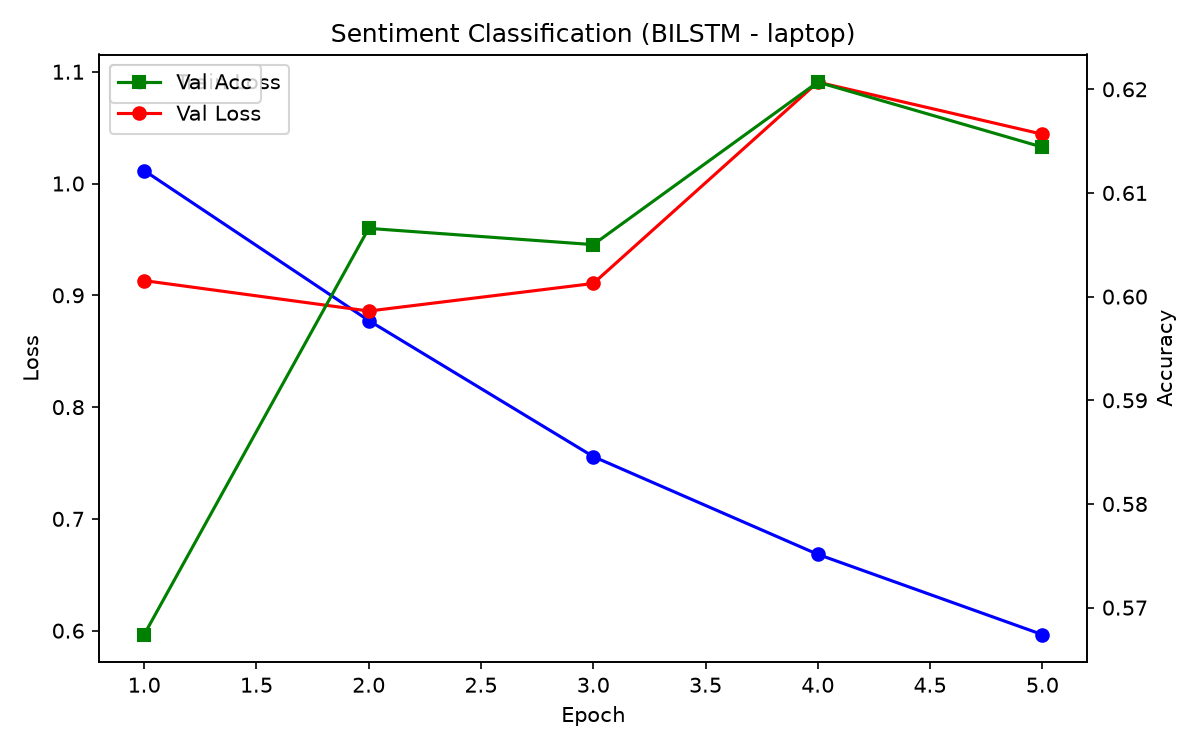 Sentiment Classification (BILSTM - laptop)
Val Acc
Val Loss
1.1
1.0
0.9
0.8
0.7
0.6
Loss
0.62
0.61
0.60
0.59
0.58
0.57
Accuracy
1.0 1.5 2.0 2.5 3.0 3.5 4.0 4.5 5.0
Epoch